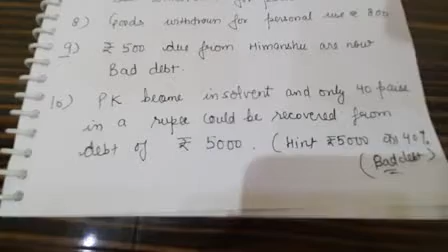 8) Goods withdrawn for personal use ₹ 800
9) ₹ 500 due from Himanshu are now
Bad debt.
10) PK became insolvent and only 40 paise
in a rupee could be recovered from
debt of ₹ 5000. (Hint ₹5000 का 40%
(Bad debt)